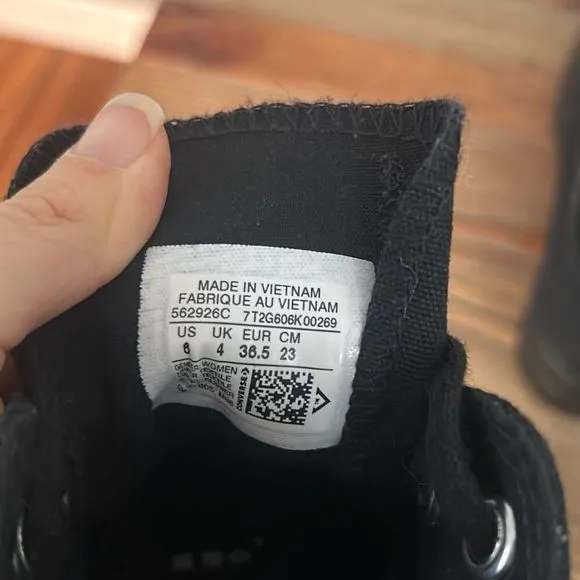 MADE IN VIETNAM
FABRIQUE AU VIETNAM
562926C 7T2G606K00269
US UK EUR CM
6 4 36.5 23
WOMEN
CONVERSE